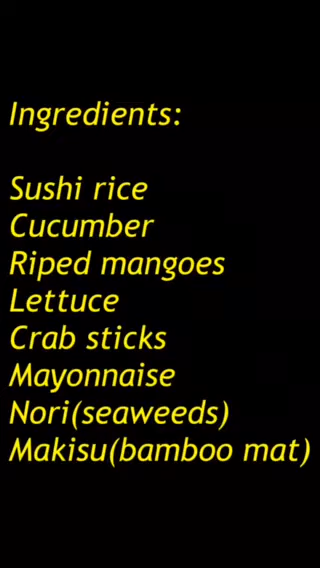 Ingredients:
Sushi rice
Cucumber
Riped mangoes
Lettuce
Crab sticks
Mayonnaise
Nori(seaweeds)
Makisu(bamboo mat)